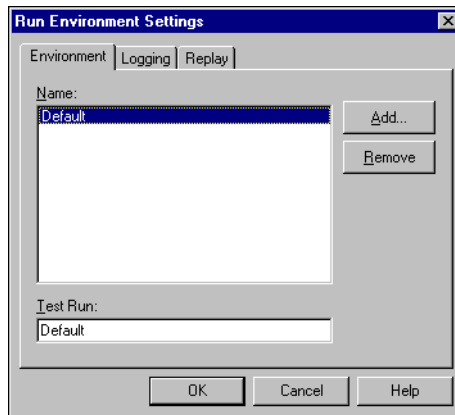 Run Environment Settings
Environment Logging Replay
Name:
Default
Add...
Remove
Test Run:
Default
OK Cancel Help